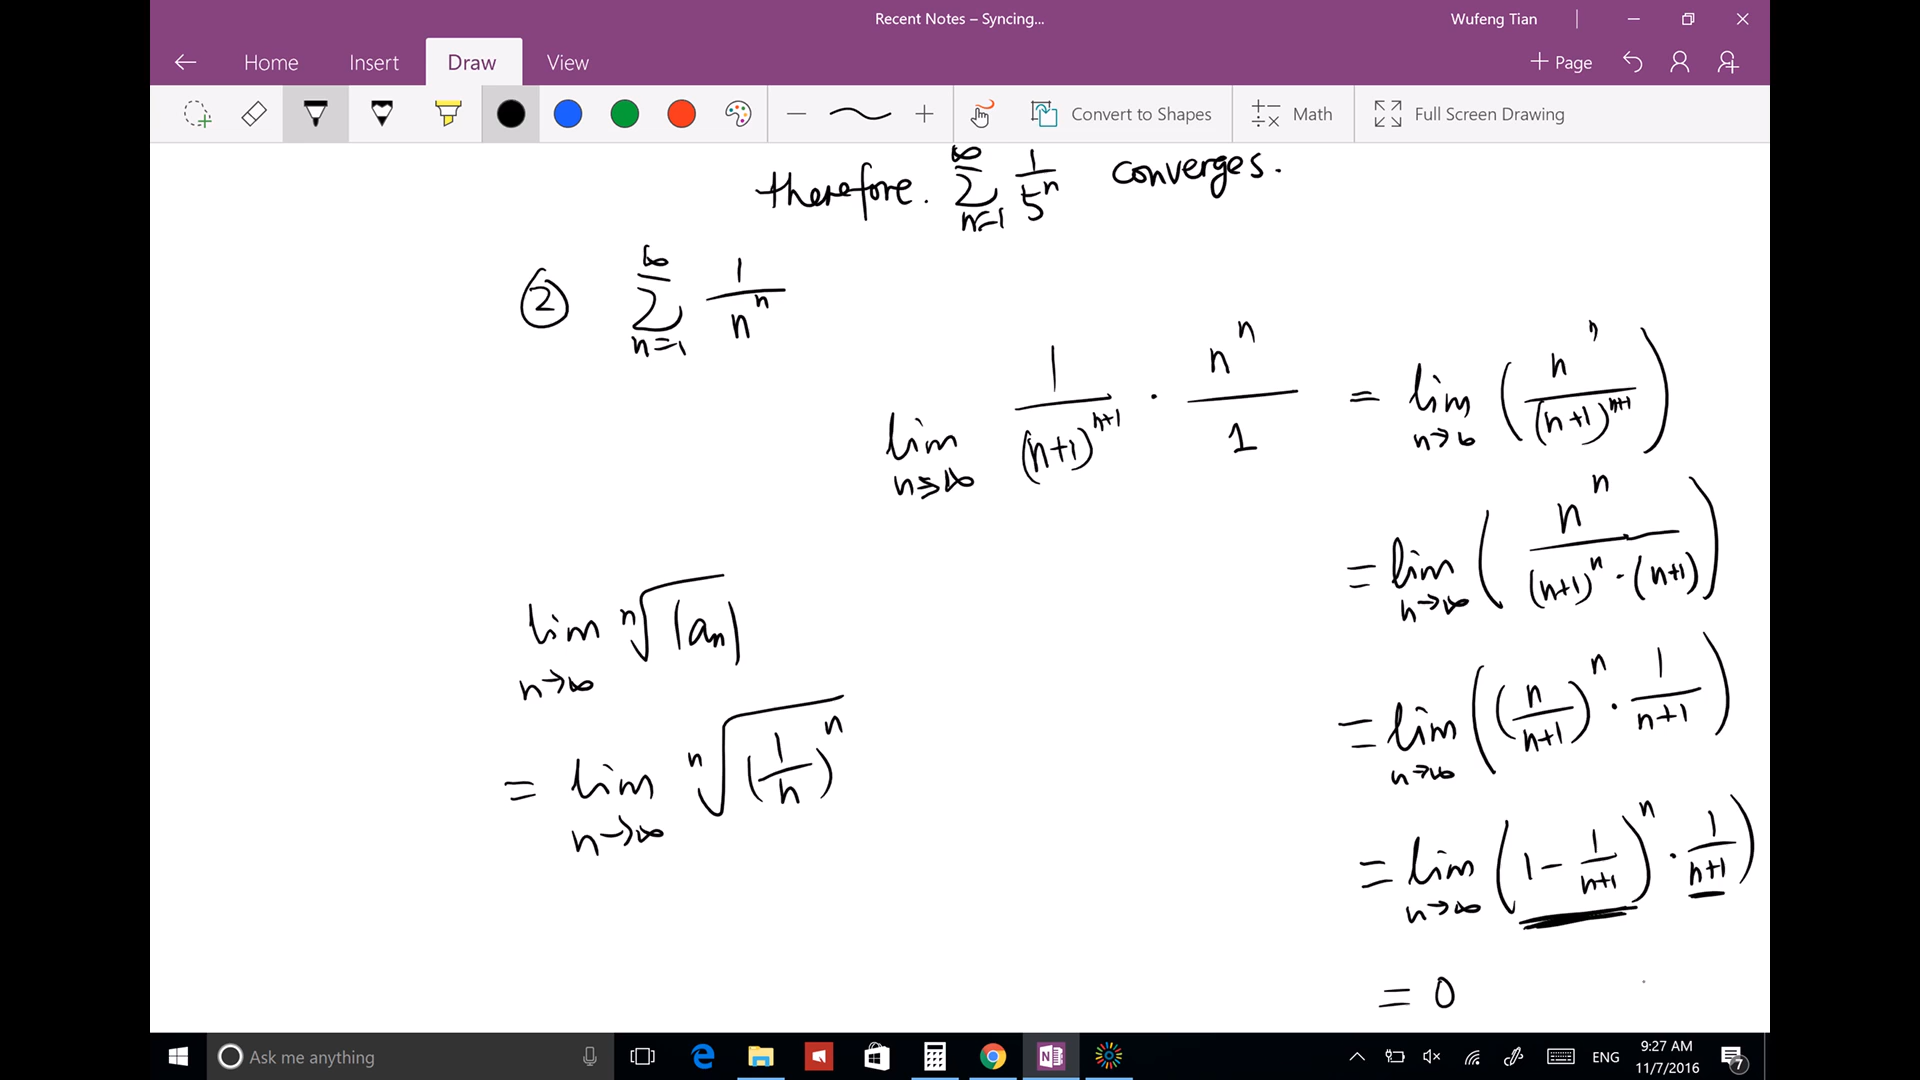 Recent Notes – Syncing...
Wufeng Tian
Home Insert Draw View
Page
Convert to Shapes
Math
Full Screen Drawing
therefore. ∑_{n=1}^{∞} 1/5^n converges.
② ∑_{n=1}^{∞} 1/n^n
lim_{n→∞} 1/(n+1)^{n+1} · n^n/1 = lim_{n→∞} (n^n/(n+1)^{n+1})
= lim_{n→∞} (n^n/((n+1)^n · (n+1)))
= lim_{n→∞} ((n/(n+1))^n · 1/(n+1))
= lim_{n→∞} (1 − 1/(n+1))^n · 1/(n+1))
= 0
lim_{n→∞} ⁿ√|a_n|
= lim_{n→∞} ⁿ√(1/n)^n
Ask me anything
ENG
9:27 AM
11/7/2016
7